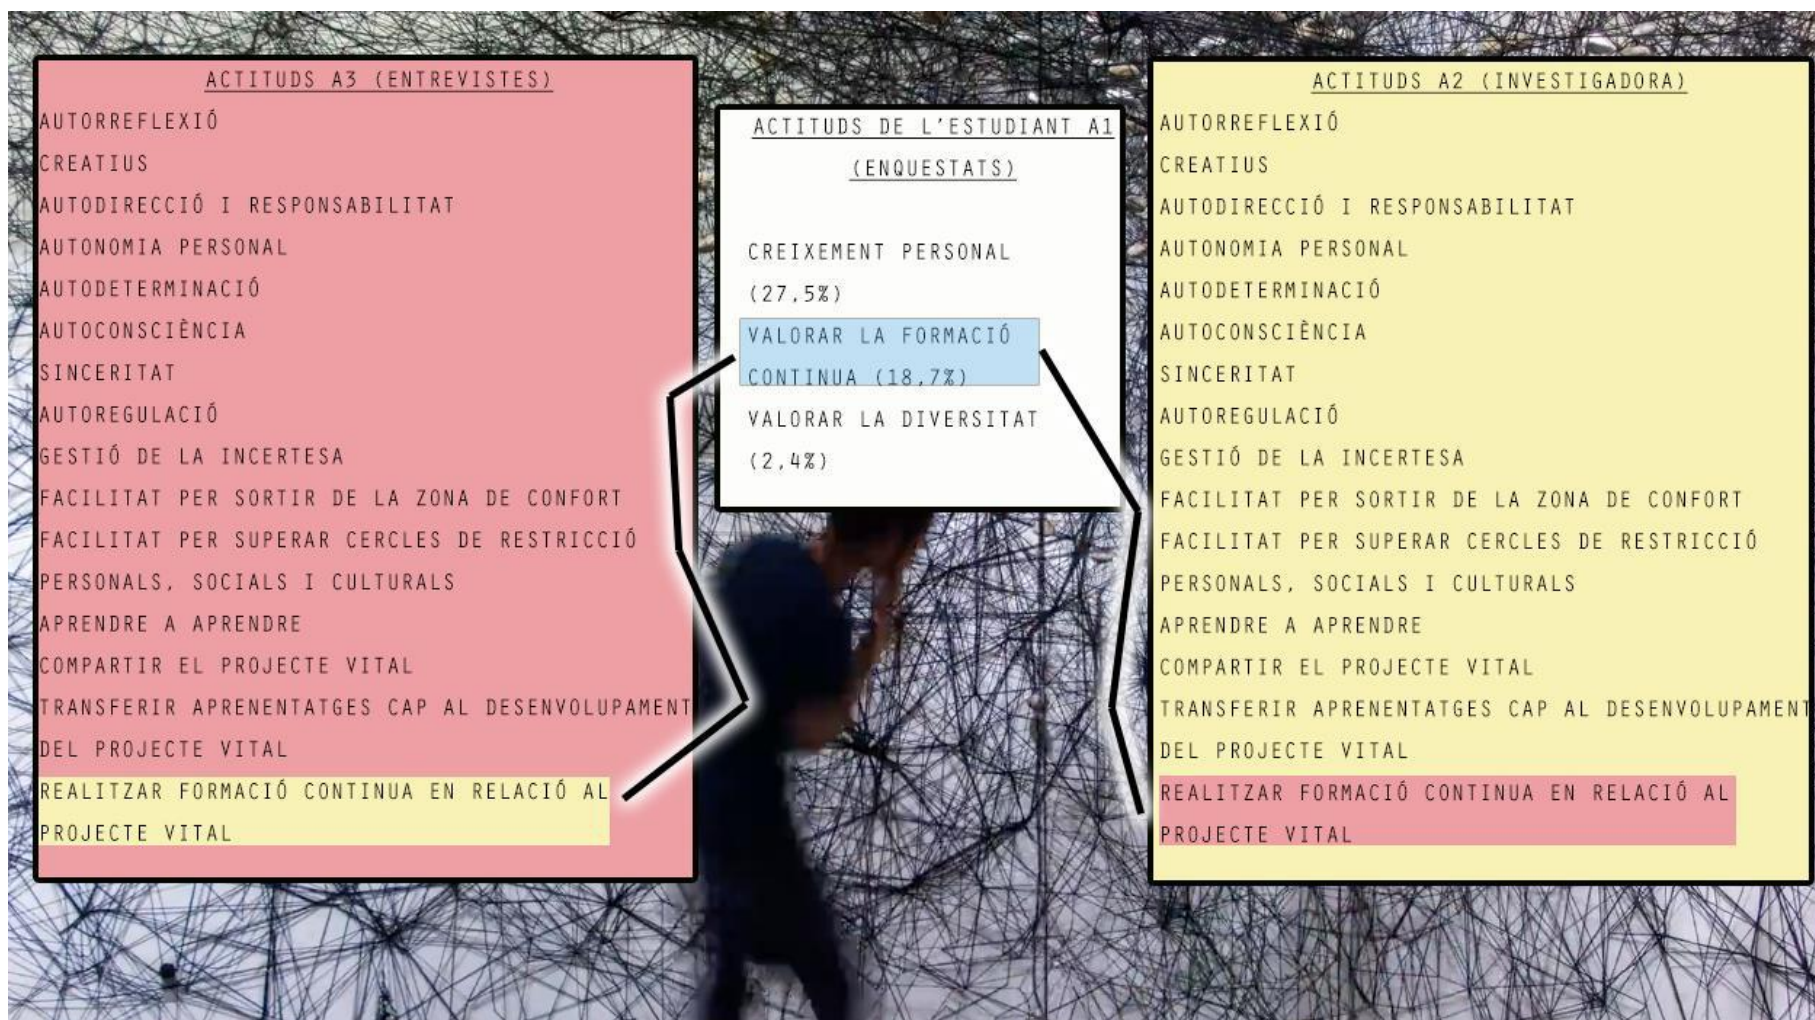 ACTITUDS A3 (ENTREVISTES)
AUTORREFLEXIÓ
CREATIUS
AUTODIRECCIÓ I RESPONSABILITAT
AUTONOMIA PERSONAL
AUTODETERMINACIÓ
AUTOCONSCIÈNCIA
SINCERITAT
AUTOREGULACIÓ
GESTIÓ DE LA INCERTESA
FACILITAT PER SORTIR DE LA ZONA DE CONFORT
FACILITAT PER SUPERAR CERCLES DE RESTRICCIÓ
PERSONALS, SOCIALS I CULTURALS
APRENDRE A APRENDRE
COMPARTIR EL PROJECTE VITAL
TRANSFERIR APRENENTATGES CAP AL DESENVOLUPAMENT
DEL PROJECTE VITAL
REALITZAR FORMACIÓ CONTINUA EN RELACIÓ AL
PROJECTE VITAL
ACTITUDS DE L'ESTUDIANT A1
(ENQUESTATS)
CREIXEMENT PERSONAL
(27,5%)
VALORAR LA FORMACIÓ
CONTINUA (18,7%)
VALORAR LA DIVERSITAT
(2,4%)
ACTITUDS A2 (INVESTIGADORA)
AUTORREFLEXIÓ
CREATIUS
AUTODIRECCIÓ I RESPONSABILITAT
AUTONOMIA PERSONAL
AUTODETERMINACIÓ
AUTOCONSCIÈNCIA
SINCERITAT
AUTOREGULACIÓ
GESTIÓ DE LA INCERTESA
FACILITAT PER SORTIR DE LA ZONA DE CONFORT
FACILITAT PER SUPERAR CERCLES DE RESTRICCIÓ
PERSONALS, SOCIALS I CULTURALS
APRENDRE A APRENDRE
COMPARTIR EL PROJECTE VITAL
TRANSFERIR APRENENTATGES CAP AL DESENVOLUPAMENT
DEL PROJECTE VITAL
REALITZAR FORMACIÓ CONTINUA EN RELACIÓ AL
PROJECTE VITAL